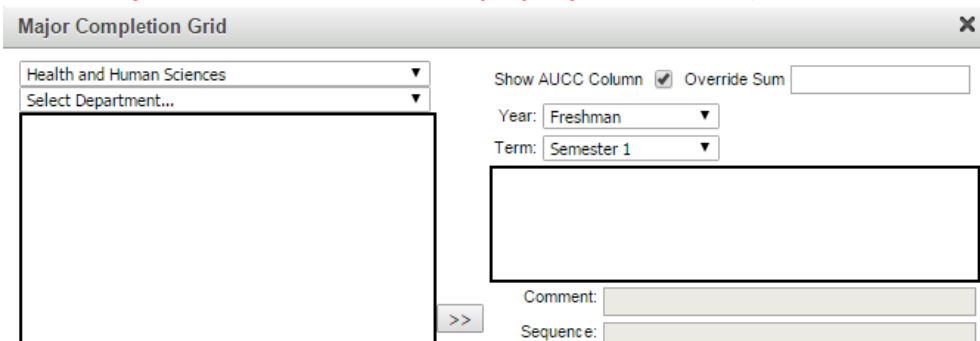 Major Completion Grid
Health and Human Sciences
Select Department...
Show AUCC Column Override Sum
Year: Freshman
Term: Semester 1
>>
Comment:
Sequence: